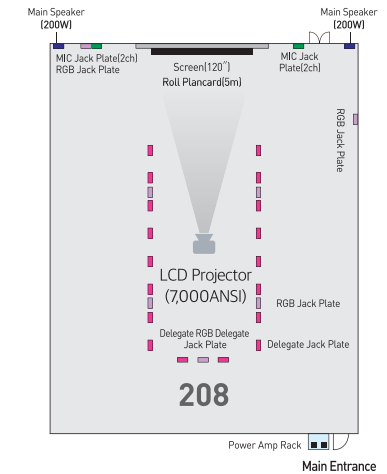 Main Speaker
(200W)
Main Speaker
(200W)
MIC Jack Plate(2ch)
RGB Jack Plate
Screen(120˝)
Roll Plancard(5m)
MIC Jack
Plate(2ch)
RGB Jack Plate
LCD Projector
(7,000ANSI)
RGB Jack Plate
Delegate RGB Delegate
Jack Plate
Delegate Jack Plate
208
Power Amp Rack
Main Entrance